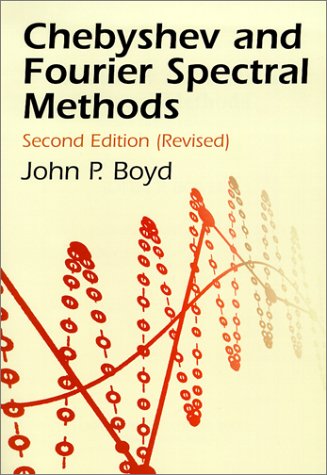 Chebyshev and
Fourier Spectral
Methods
Second Edition (Revised)
John P. Boyd